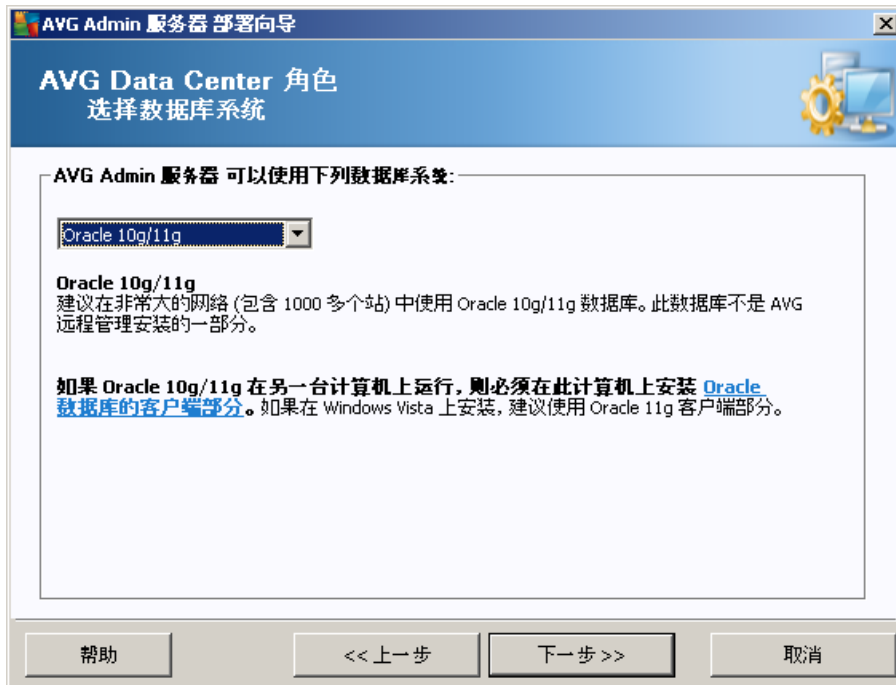 AVG Admin 服务器 部署向导
AVG Data Center 角色
选择数据库系统
AVG Admin 服务器 可以使用下列数据库系统:
Oracle 10g/11g
Oracle 10g/11g
建议在非常大的网络 (包含 1000 多个站) 中使用 Oracle 10g/11g 数据库。此数据库不是 AVG
远程管理安装的一部分。
如果 Oracle 10g/11g 在另一台计算机上运行, 则必须在此计算机上安装 Oracle
数据库的客户端部分。如果在 Windows Vista 上安装, 建议使用 Oracle 11g 客户端部分。
帮助
<< 上一步
下一步 >>
取消